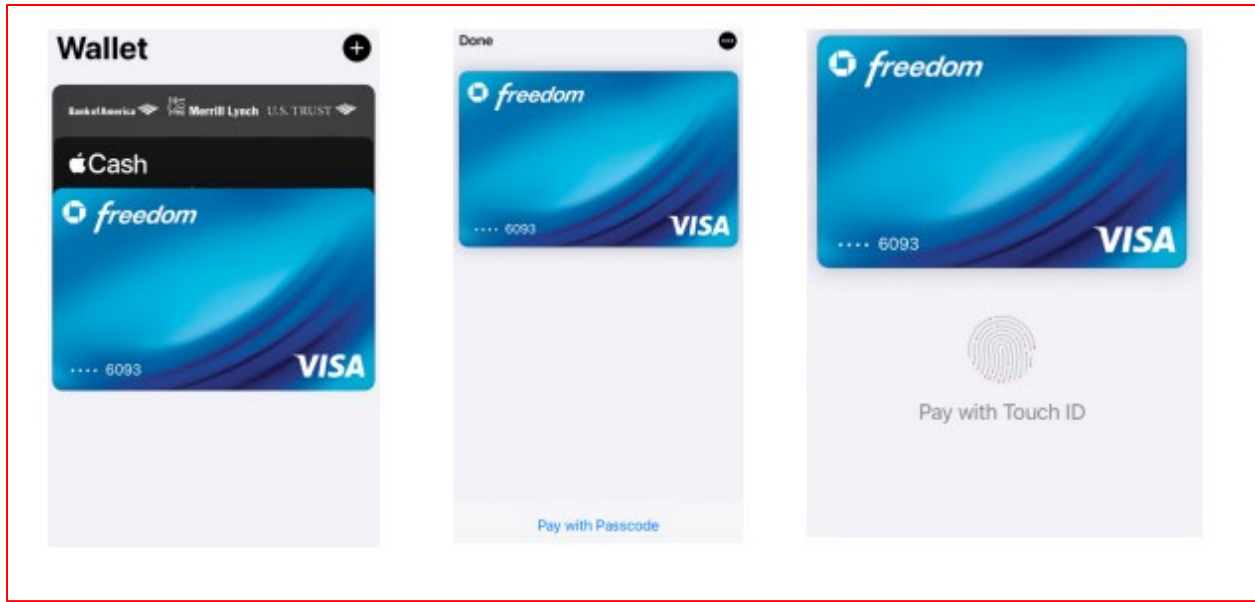 Wallet
Bank of America Merrill Lynch U.S. TRUST
Cash
freedom
.... 6093
VISA
Done
freedom
.... 6093
VISA
Pay with Passcode
freedom
.... 6093
VISA
Pay with Touch ID